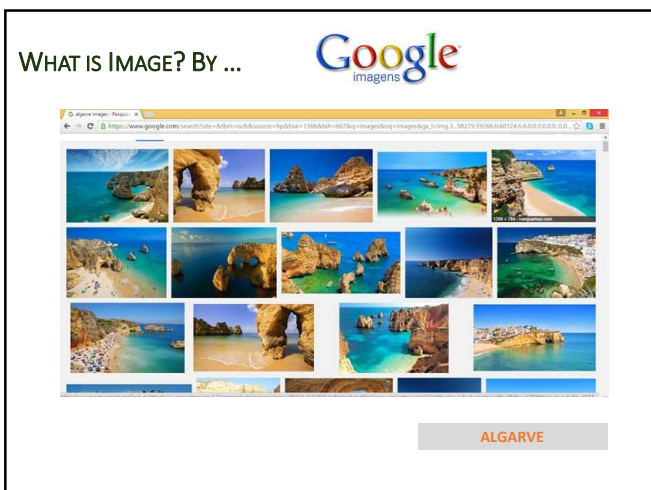 WHAT IS IMAGE? BY ...
Google
imagens
algarve images - Pesquis
https://www.google.com/search?site=&tbm=isch&source=hp&biw=1366&bih=667&q=images&oq=images&gs_l=img.3...
ALGARVE